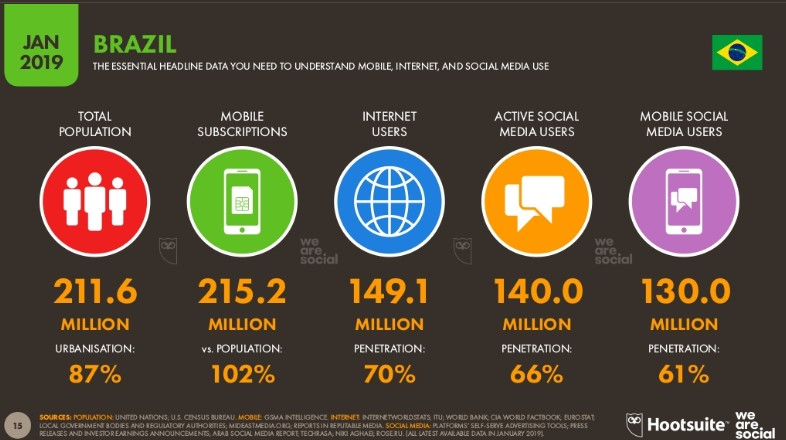 JAN
2019
BRAZIL
THE ESSENTIAL HEADLINE DATA YOU NEED TO UNDERSTAND MOBILE, INTERNET, AND SOCIAL MEDIA USE
TOTAL
POPULATION
MOBILE
SUBSCRIPTIONS
INTERNET
USERS
ACTIVE SOCIAL
MEDIA USERS
MOBILE SOCIAL
MEDIA USERS
we
are
social
we
are
social
211.6
MILLION
URBANISATION:
87%
215.2
MILLION
vs. POPULATION:
102%
149.1
MILLION
PENETRATION:
70%
140.0
MILLION
PENETRATION:
66%
130.0
MILLION
PENETRATION:
61%
15
SOURCES: POPULATION: UNITED NATIONS; U.S. CENSUS BUREAU. MOBILE: GSMA INTELLIGENCE. INTERNET: INTERNETWORLDSTATS; ITU; WORLD BANK; CIA WORLD FACTBOOK; EUROSTAT;
LOCAL GOVERNMENT BODIES AND REGULATORY AUTHORITIES; MIDEASTMEDIA.ORG; REPORTS IN REPUTABLE MEDIA. SOCIAL MEDIA: PLATFORMS' SELF-SERVE ADVERTISING TOOLS; PRESS
RELEASES AND INVESTOR EARNINGS ANNOUNCEMENTS; ARAB SOCIAL MEDIA REPORT; TECHRASA; NIKI AGHAEI; ROSE.RU. (ALL LATEST AVAILABLE DATA IN JANUARY 2019).
Hootsuite™
we
are
social